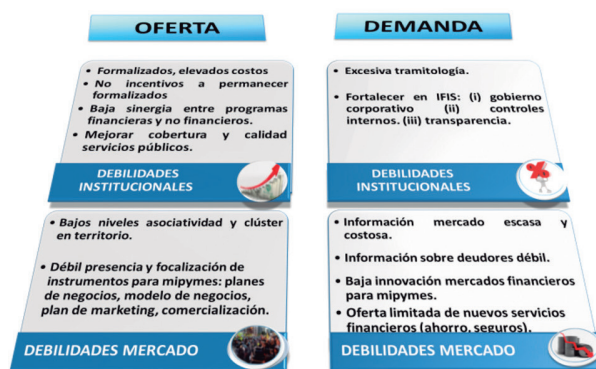 OFERTA
• Formalizados, elevados costos
• No incentivos a permanecer
formalizados
• Baja sinergia entre programas
financieras y no financieros.
• Mejorar cobertura y calidad
servicios públicos.
DEBILIDADES
INSTITUCIONALES
• Bajos niveles asociatividad y clúster
en territorio.
• Débil presencia y focalización de
instrumentos para mipymes: planes
de negocios, modelo de negocios,
plan de marketing, comercialización.
DEBILIDADES MERCADO
DEMANDA
• Excesiva tramitología.
• Fortalecer en IFIS: (i) gobierno
corporativo (ii) controles
internos. (iii) transparencia.
DEBILIDADES
INSTITUCIONALES
• Información mercado escasa y
costosa.
• Información sobre deudores débil.
• Baja innovación mercados financieros
para mipymes.
• Oferta limitada de nuevos servicios
financieros (ahorro, seguros).
DEBILIDADES MERCADO